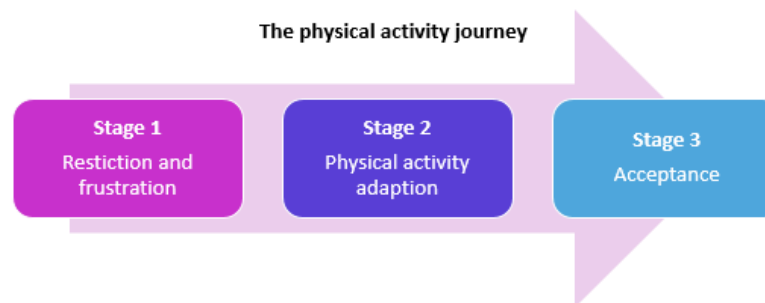 The physical activity journey
Stage 1
Restiction and
frustration
Stage 2
Physical activity
adaption
Stage 3
Acceptance